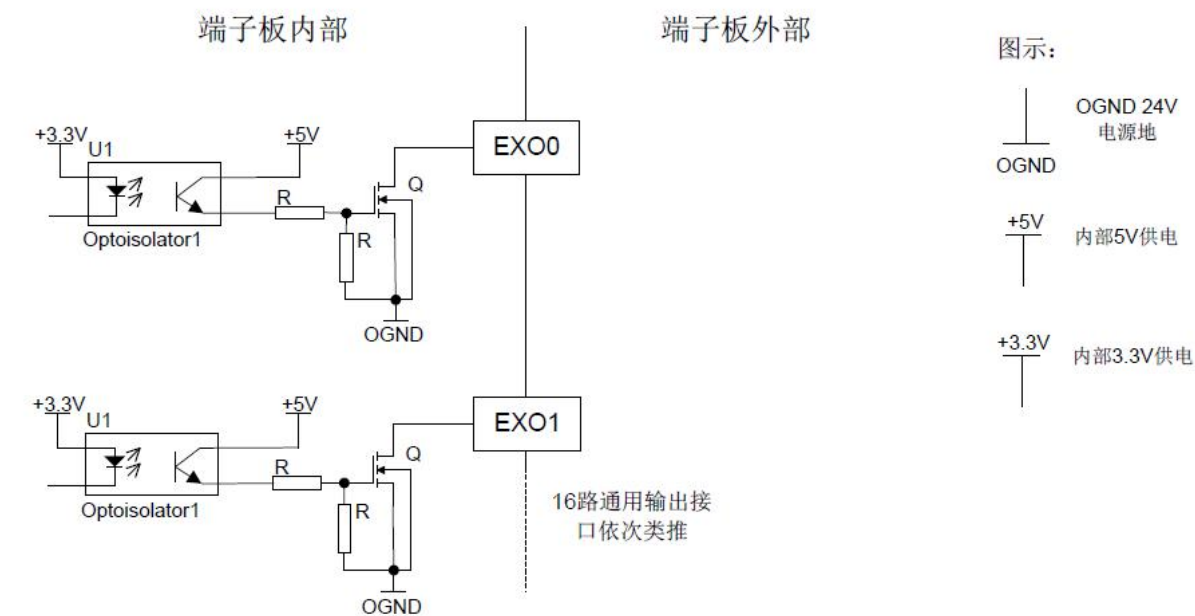 端子板内部
端子板外部
图示：
+3.3V
U1
+5V
EXO0
R
Q
Optoisolator1
R
OGND
OGND 24V
电源地
OGND
+5V
内部5V供电
+3.3V
内部3.3V供电
+3.3V
U1
+5V
EXO1
R
Q
Optoisolator1
R
OGND
16路通用输出接
口依次类推